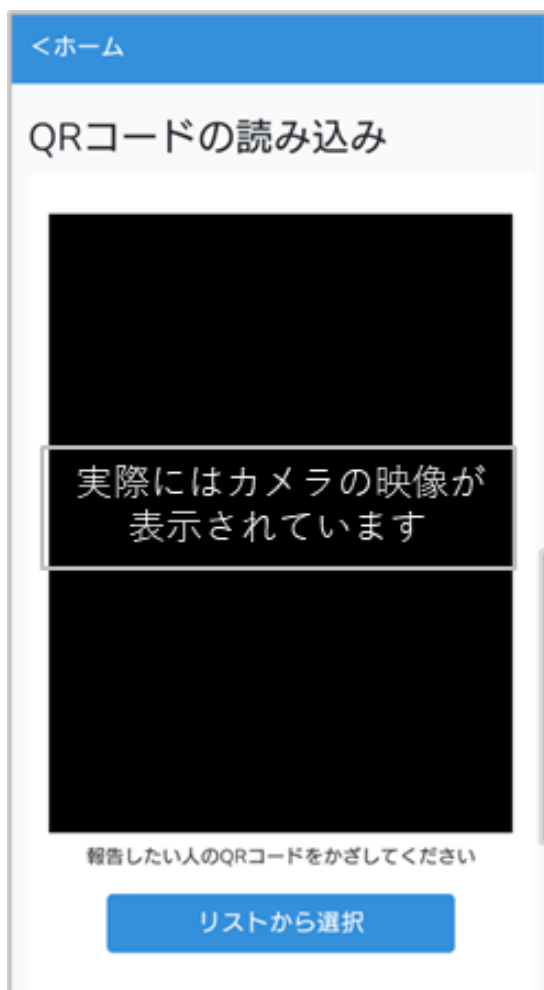 <ホーム
QRコードの読み込み
実際にはカメラの映像が
表示されています
報告したい人のQRコードをかざしてください
リストから選択